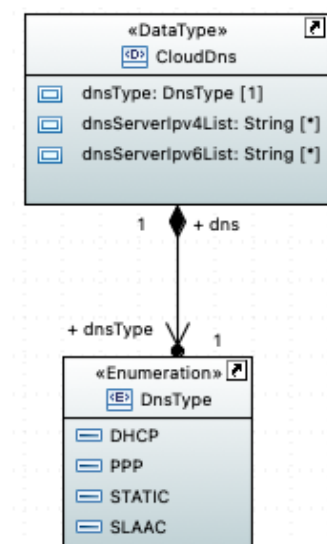 «DataType»
<D> CloudDns
dnsType: DnsType [1]
dnsServerIpv4List: String [*]
dnsServerIpv6List: String [*]
1 + dns
+ dnsType 1
«Enumeration»
<E> DnsType
DHCP
PPP
STATIC
SLAAC